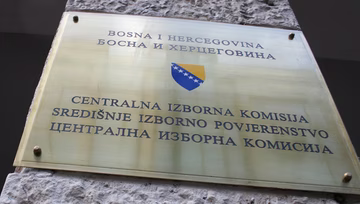 BOSNA I HERCEGOVINA
БОСНА И ХЕРЦЕГОВИНА
CENTRALNA IZBORNA KOMISIJA
SREDIŠNJE IZBORNO POVJERENSTVO
ЦЕНТРАЛНА ИЗБОРНА КОМИСИЈА